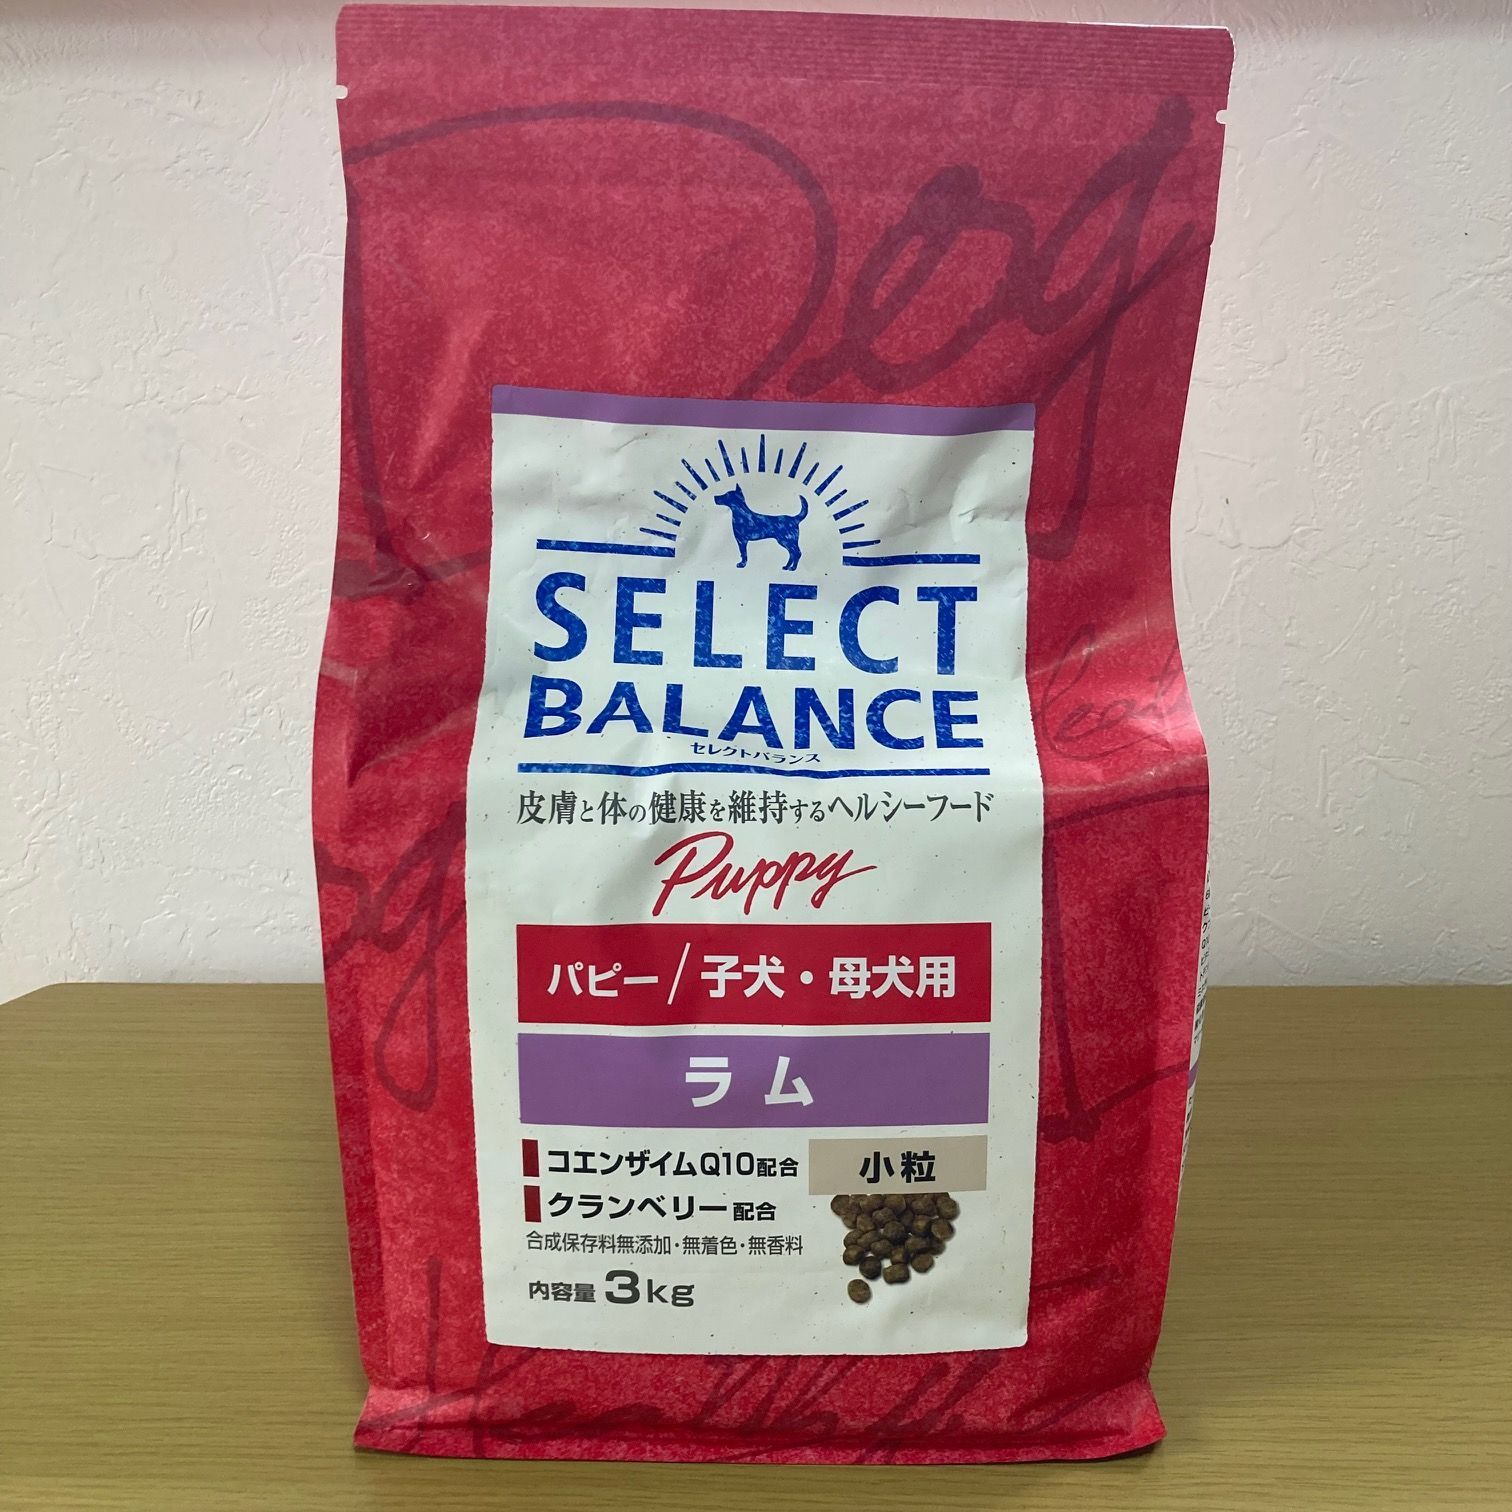 Dog
SELECT
BALANCE
セレクトバランス
皮膚と体の健康を維持するヘルシーフード
Puppy
パピー/子犬・母犬用
ラム
コエンザイムQ10配合
小粒
クランベリー配合
合成保存料無添加・無着色・無香料
内容量 3kg